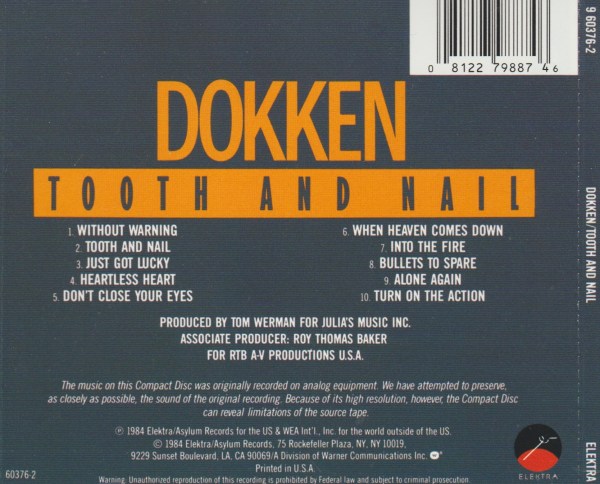 0 81227 98874 6
DOKKEN
TOOTH AND NAIL
1. WITHOUT WARNING
2. TOOTH AND NAIL
3. JUST GOT LUCKY
4. HEARTLESS HEART
5. DON'T CLOSE YOUR EYES
6. WHEN HEAVEN COMES DOWN
7. INTO THE FIRE
8. BULLETS TO SPARE
9. ALONE AGAIN
10. TURN ON THE ACTION
PRODUCED BY TOM WERMAN FOR JULIA'S MUSIC INC.
ASSOCIATE PRODUCER: ROY THOMAS BAKER
FOR RTB A-V PRODUCTIONS U.S.A.
The music on this Compact Disc was originally recorded on analog equipment. We have attempted to preserve,
as closely as possible, the sound of the original recording. Because of its high resolution, however, the Compact Disc
can reveal limitations of the source tape.
℗ 1984 Elektra/Asylum Records for the US & WEA Int'l., Inc. for the world outside of the US.
© 1984 Elektra/Asylum Records, 75 Rockefeller Plaza, NY, NY 10019,
9229 Sunset Boulevard, LA, CA 90069/A Division of Warner Communications Inc.
Printed in U.S.A.
60376-2
Warning: Unauthorized reproduction of this recording is prohibited by Federal law and subject to criminal prosecution
ELEKTRA
9 60376-2
DOKKEN/TOOTH AND NAIL
ELEKTRA